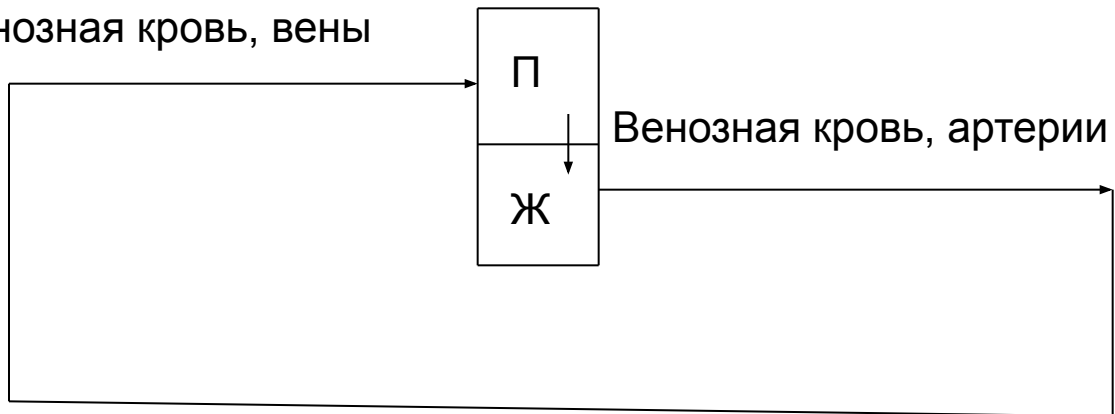 нозная кровь, вены
П
Венозная кровь, артерии
Ж